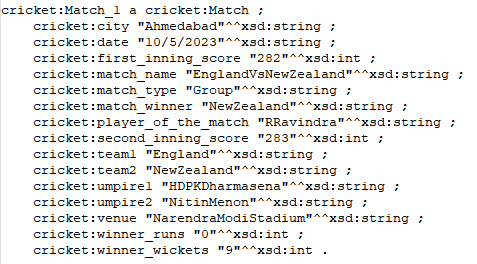 cricket:Match_1 a cricket:Match ;
cricket:city "Ahmedabad"^^xsd:string ;
cricket:date "10/5/2023"^^xsd:string ;
cricket:first_inning_score "282"^^xsd:int ;
cricket:match_name "EnglandVsNewZealand"^^xsd:string ;
cricket:match_type "Group"^^xsd:string ;
cricket:match_winner "NewZealand"^^xsd:string ;
cricket:player_of_the_match "RRavindra"^^xsd:string ;
cricket:second_inning_score "283"^^xsd:int ;
cricket:team1 "England"^^xsd:string ;
cricket:team2 "NewZealand"^^xsd:string ;
cricket:umpire1 "HDPKDharmasena"^^xsd:string ;
cricket:umpire2 "NitinMenon"^^xsd:string ;
cricket:venue "NarendraModiStadium"^^xsd:string ;
cricket:winner_runs "0"^^xsd:int ;
cricket:winner_wickets "9"^^xsd:int .